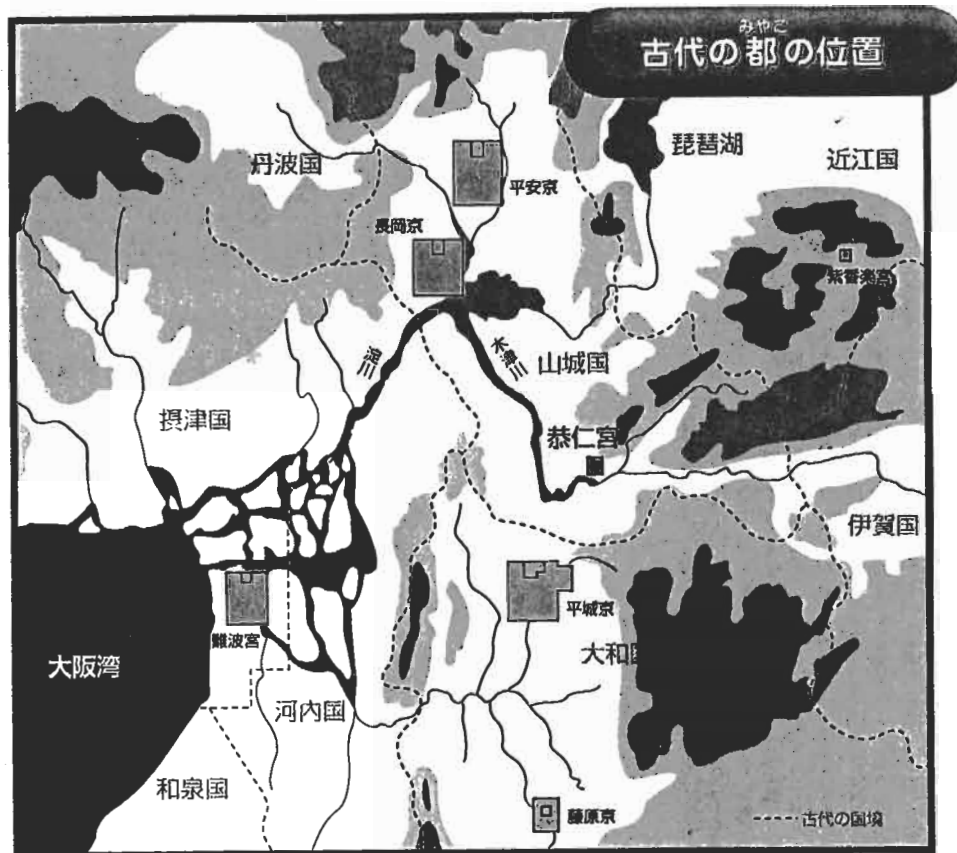 みやこ
古代の都の位置
琵琶湖
近江国
丹波国
平安京
長岡京
紫香楽宮
淀川
木津川
山城国
摂津国
恭仁宮
伊賀国
平城京
難波宮
大和国
大阪湾
河内国
和泉国
藤原京
古代の国境